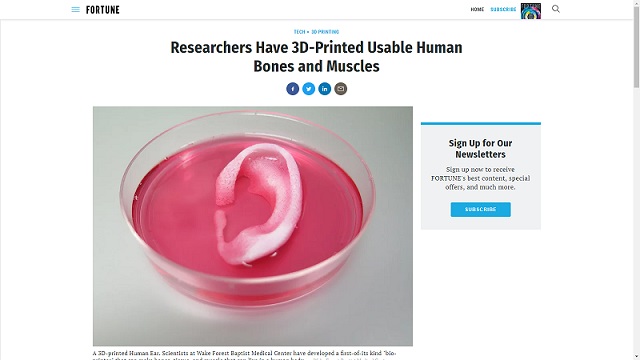 FORTUNE
HOME
SUBSCRIBE
TECH • 3D PRINTING
Researchers Have 3D-Printed Usable Human
Bones and Muscles
Sign Up for Our
Newsletters
Sign up now to receive
FORTUNE's best content, special
offers, and much more.
SUBSCRIBE
A 3D-printed Human Ear. Scientists at Wake Forest Baptist Medical Center have developed a first-of-its kind "bio-